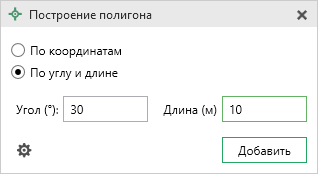 Построение полигона
По координатам
По углу и длине
Угол (°): 30 Длина (м) 10
Добавить